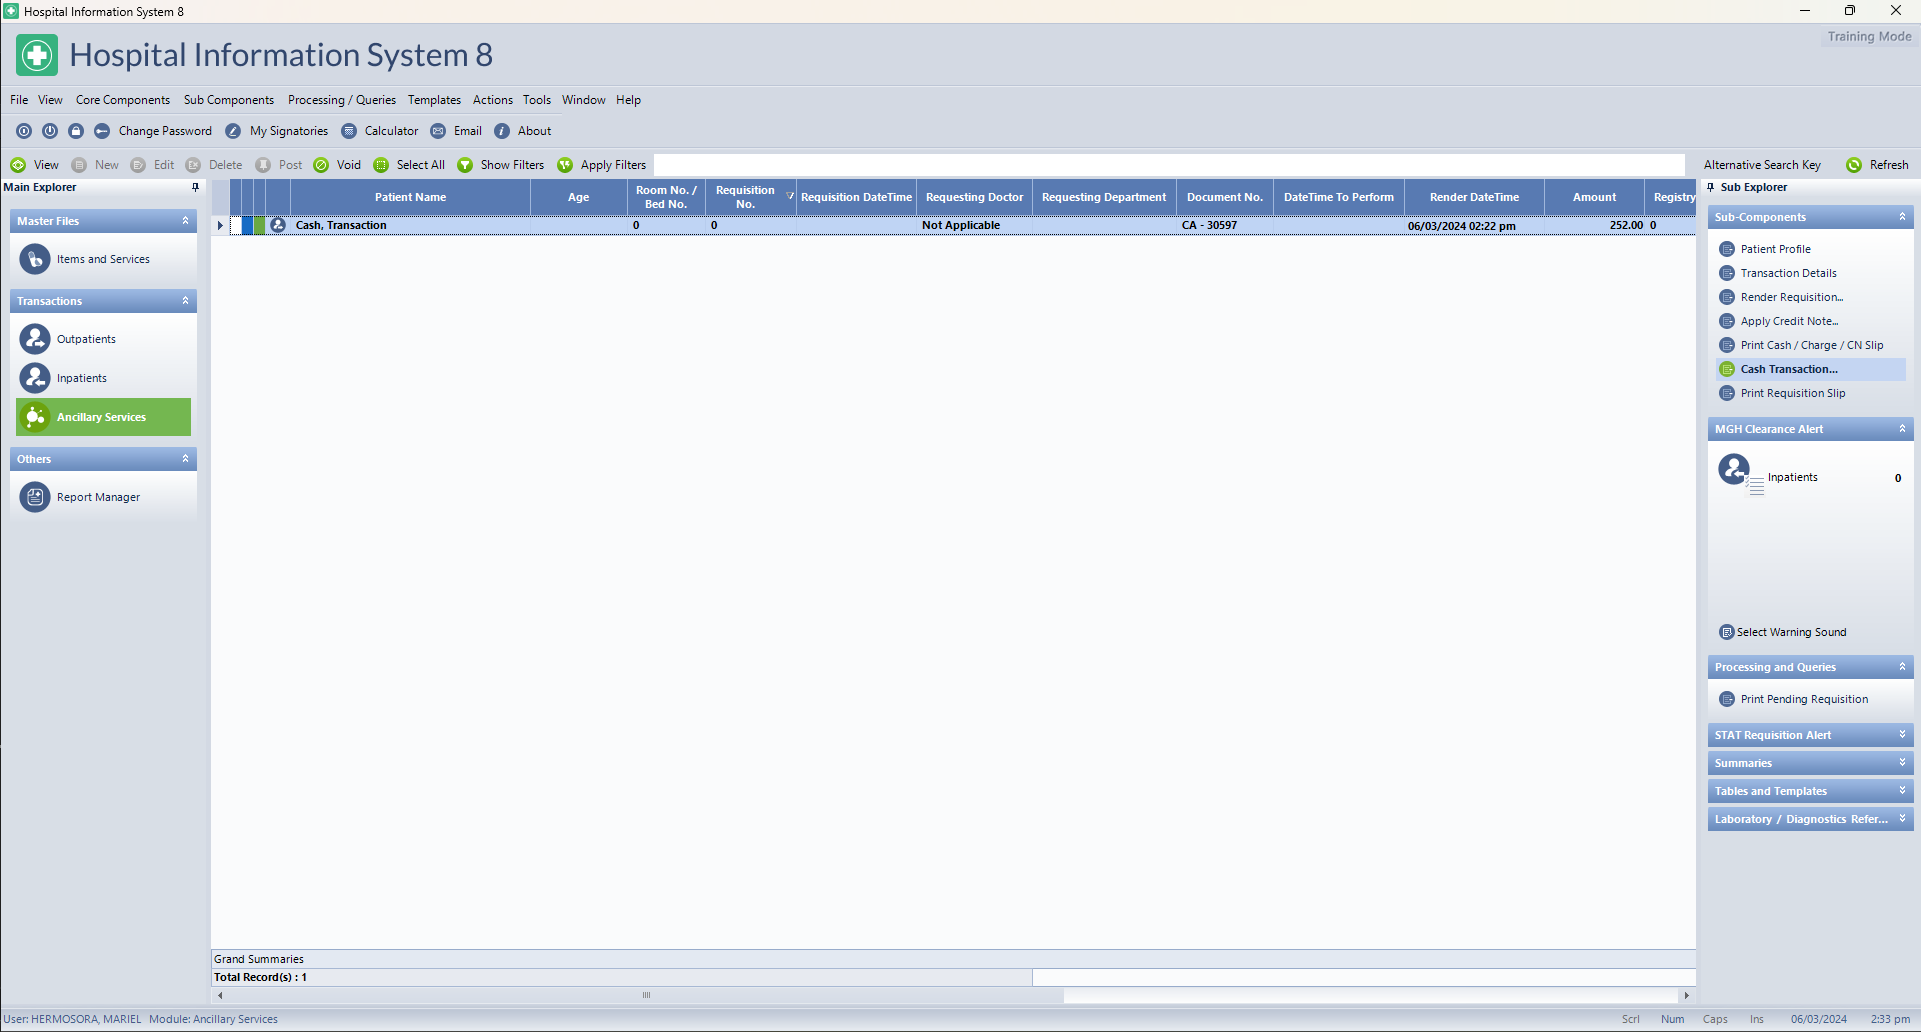 Hospital Information System 8
Hospital Information System 8
Training Mode
File View Core Components Sub Components Processing / Queries Templates Actions Tools Window Help
Change Password My Signatories Calculator Email About
View New Edit Delete Post Void Select All Show Filters Apply Filters Alternative Search Key Refresh
Main Explorer
Master Files
Items and Services
Transactions
Outpatients
Inpatients
Ancillary Services
Others
Report Manager
Patient Name Age Room No. / Bed No. Requisition No. Requisition DateTime Requesting Doctor Requesting Department Document No. DateTime To Perform Render DateTime Amount Registry
Cash, Transaction 0 0 Not Applicable CA - 30597 06/03/2024 02:22 pm 252.00 0
Grand Summaries
Total Record(s) : 1
Sub Explorer
Sub-Components
Patient Profile
Transaction Details
Render Requisition...
Apply Credit Note...
Print Cash / Charge / CN Slip
Cash Transaction...
Print Requisition Slip
MGH Clearance Alert
Inpatients 0
Select Warning Sound
Processing and Queries
Print Pending Requisition
STAT Requisition Alert
Summaries
Tables and Templates
Laboratory / Diagnostics Refer...
User: HERMOSORA, MARIEL Module: Ancillary Services Scrl Num Caps Ins 06/03/2024 2:33 pm